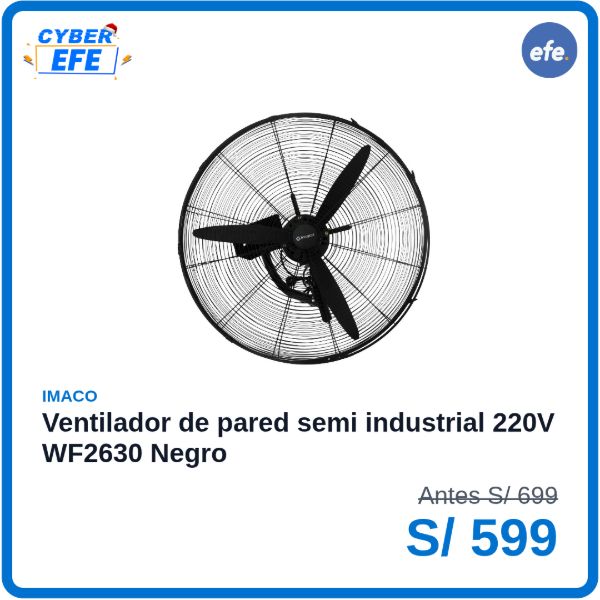 CYBER
EFE
efe.
IMACO
Ventilador de pared semi industrial 220V
WF2630 Negro
Antes S/ 699
S/ 599